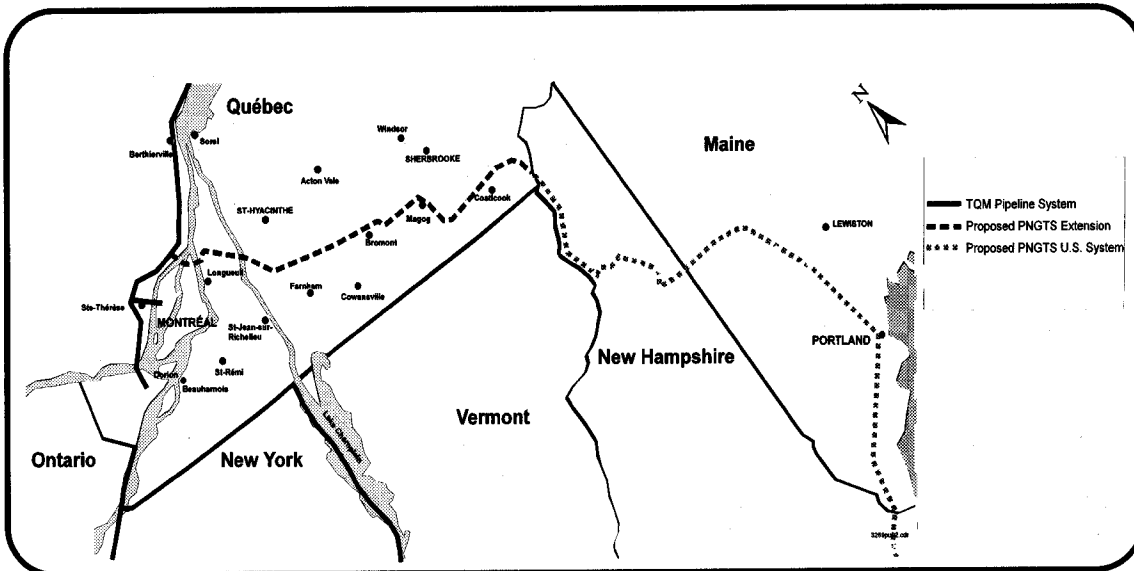 Québec
N
Windsor
Berthierville
Sorel
SHERBROOKE
Maine
Acton Vale
Coaticook
TQM Pipeline System
Magog
ST-HYACINTHE
LEWISTON
Proposed PNGTS Extension
Bromont
Proposed PNGTS U.S. System
Longueuil
Farnham
Cowansville
Ste-Thérèse
MONTRÉAL
St-Jean-sur-
Richelieu
PORTLAND
New Hampshire
St-Rémi
Dorion
Beauharnois
Lake Champlain
Vermont
Ontario
New York